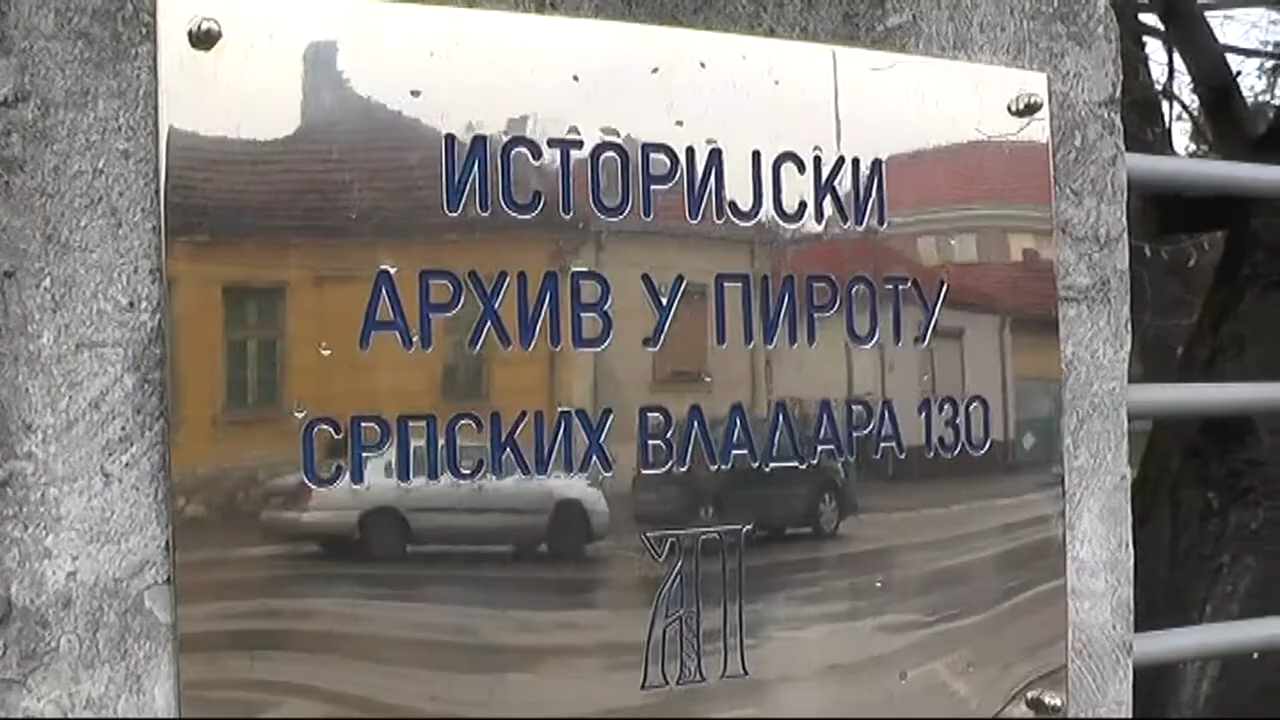 ИСТОРИЈСКИ
АРХИВ У ПИРОТУ
СРПСКИХ ВЛАДАРА 130
АП